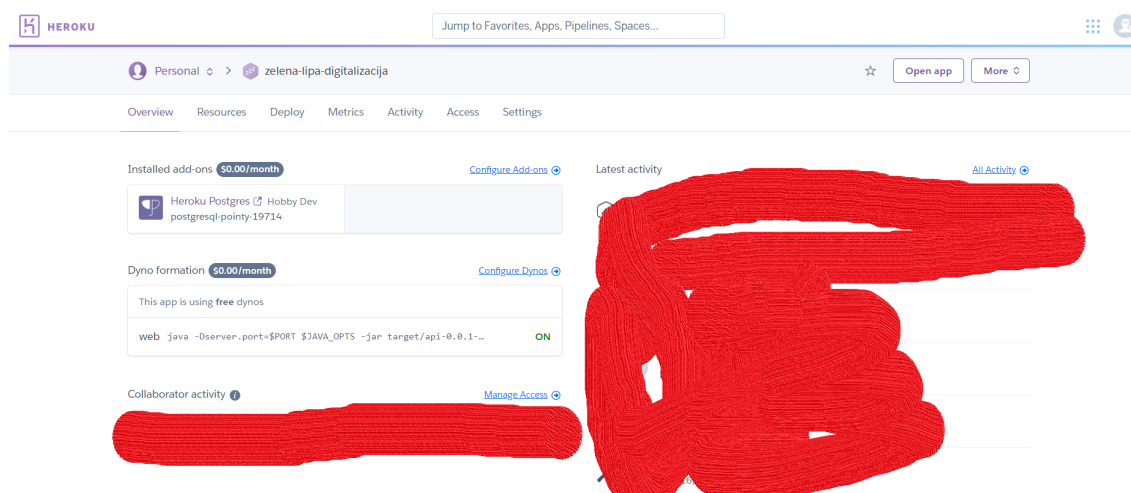 HEROKU
Jump to Favorites, Apps, Pipelines, Spaces...
Personal > zelena-lipa-digitalizacija
Open app
More
Overview Resources Deploy Metrics Activity Access Settings
Installed add-ons $0.00/month
Configure Add-ons
Heroku Postgres Hobby Dev
postgresql-pointy-19714
Dyno formation $0.00/month
Configure Dynos
This app is using free dynos
web java -Dserver.port=$PORT $JAVA_OPTS -jar target/api-0.0.1-…
ON
Collaborator activity
Manage Access
Latest activity
All Activity